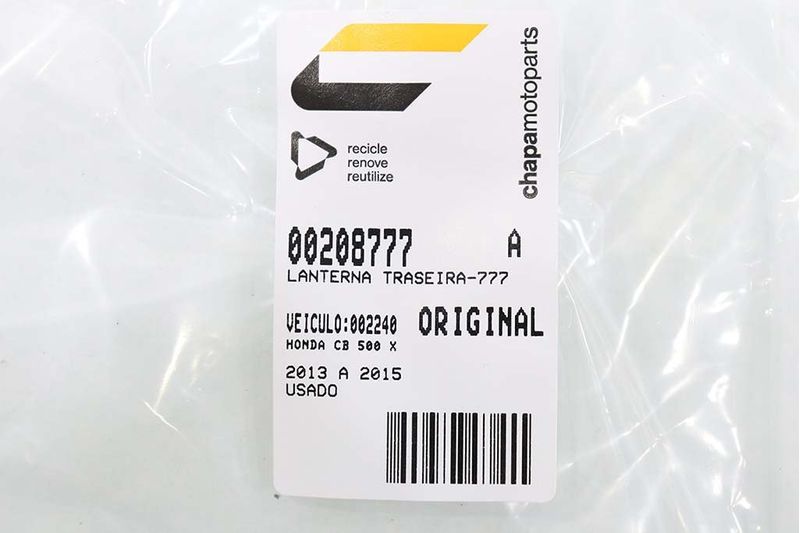 chapamotoparts
recicle
renove
reutilize
00208777 A
LANTERNA TRASEIRA-777
VEICULO:002240 ORIGINAL
HONDA CB 500 X
2013 A 2015
USADO